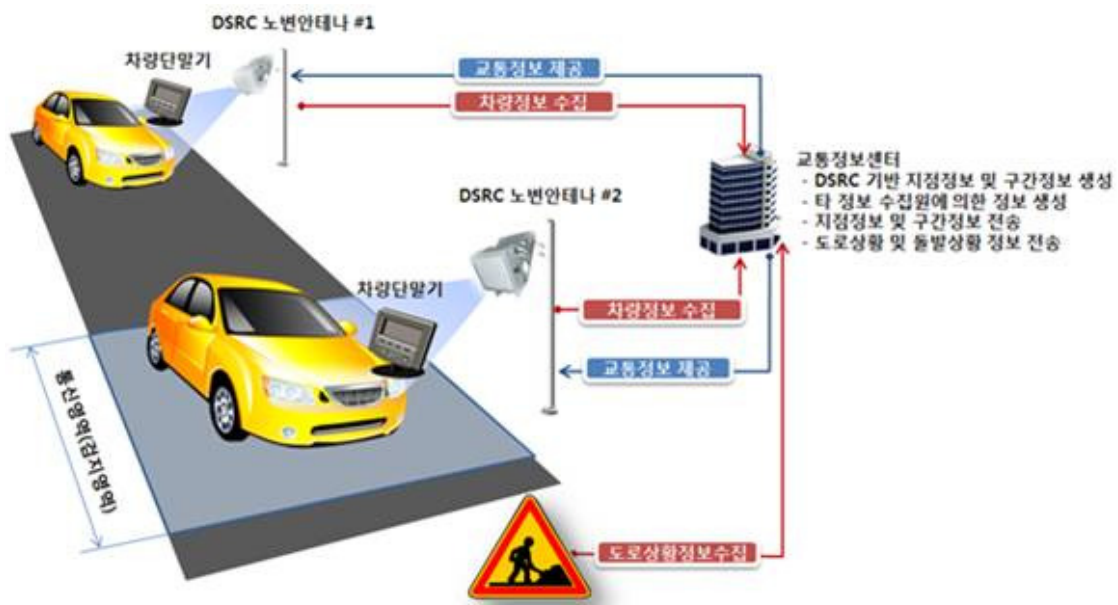 DSRC 노변안테나 #1
차량단말기
교통정보 제공
차량정보 수집
교통정보센터
- DSRC 기반 지점정보 및 구간정보 생성
- 타 정보 수집원에 의한 정보 생성
- 지점정보 및 구간정보 전송
- 도로상황 및 돌발상황 정보 전송
DSRC 노변안테나 #2
차량단말기
차량정보 수집
교통정보 제공
통신영역(검지영역)
도로상황정보수집